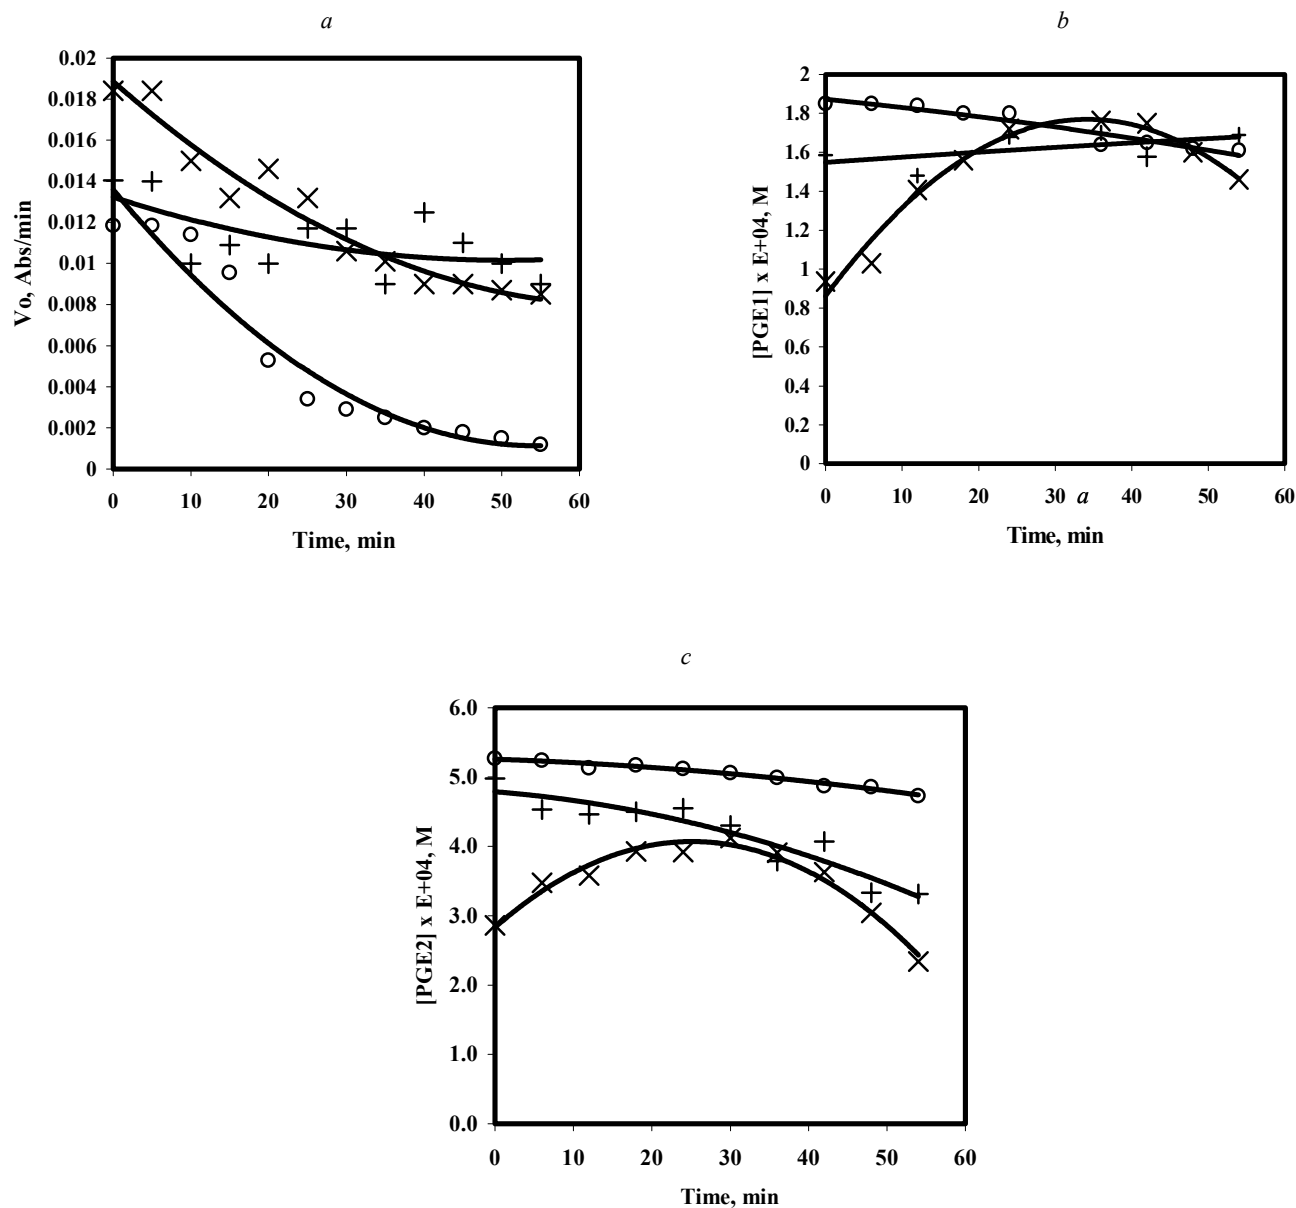 a
0.02
0.018
0.016
0.014
0.012
0.01
0.008
0.006
0.004
0.002
0
Vo, Abs/min
0 10 20 30 40 50 60
Time, min
b
2
1.8
1.6
1.4
1.2
1
0.8
0.6
0.4
0.2
0
[PGE1] x E+04, M
0 10 20 30 a 40 50 60
Time, min
c
6.0
5.0
4.0
3.0
2.0
1.0
0.0
[PGE2] x E+04, M
0 10 20 30 40 50 60
Time, min